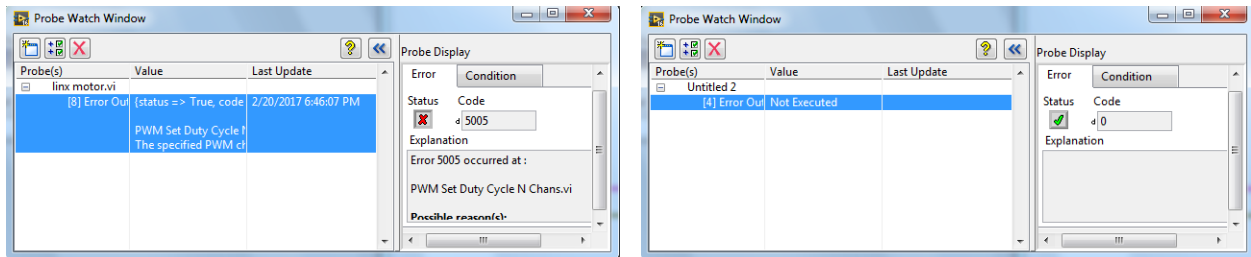 Probe Watch Window
Probe(s) Value Last Update
linx motor.vi
[8] Error Out {status => True, code 2/20/2017 6:46:07 PM
PWM Set Duty Cycle
The specified PWM
Probe Display
Error Condition
Status Code
d 5005
Explanation
Error 5005 occurred at :
PWM Set Duty Cycle N Chans.vi
Possible reason(s):
Probe Watch Window
Probe(s) Value Last Update
Untitled 2
[4] Error Out Not Executed
Probe Display
Error Condition
Status Code
d 0
Explanation